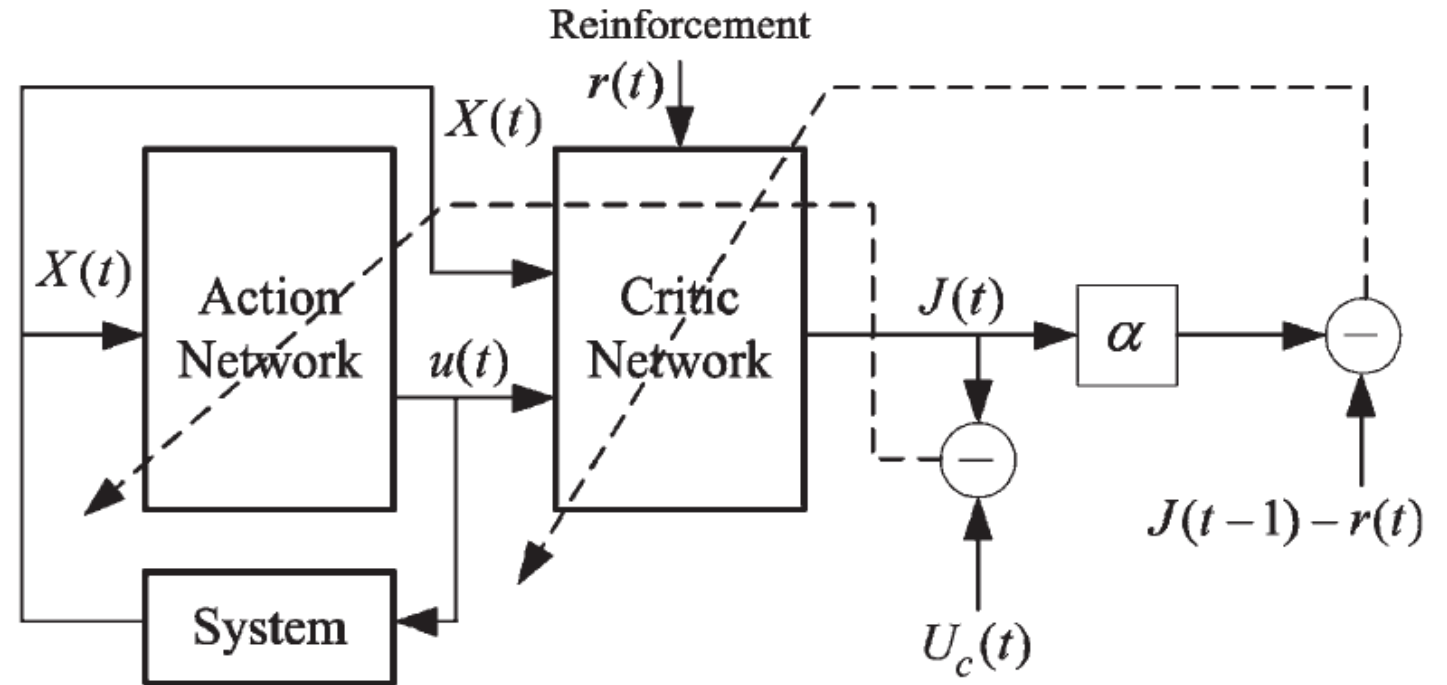 Reinforcement
r(t)
X(t)
X(t)
Action
Network
u(t)
Critic
Network
J(t)
α
−
−
J(t−1)−r(t)
U_c(t)
System